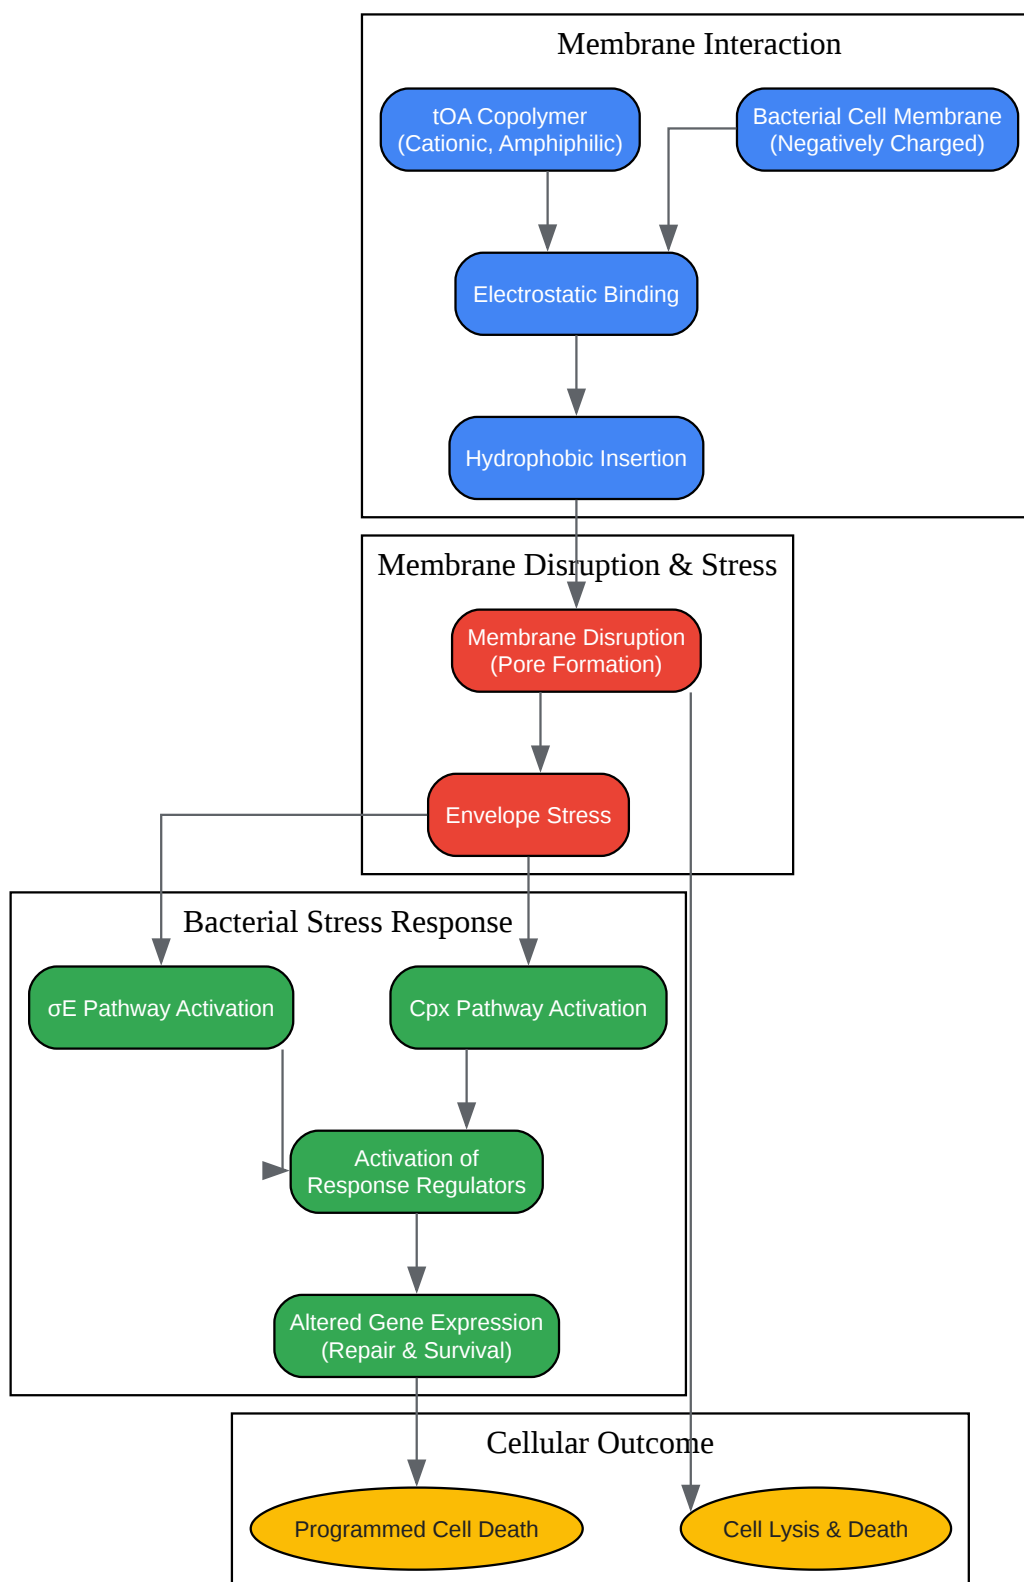 Membrane Interaction
tOA Copolymer
(Cationic, Amphiphilic)
Bacterial Cell Membrane
(Negatively Charged)
Electrostatic Binding
Hydrophobic Insertion
Membrane Disruption & Stress
Membrane Disruption
(Pore Formation)
Envelope Stress
Bacterial Stress Response
σE Pathway Activation
Cpx Pathway Activation
Activation of
Response Regulators
Altered Gene Expression
(Repair & Survival)
Cellular Outcome
Programmed Cell Death
Cell Lysis & Death